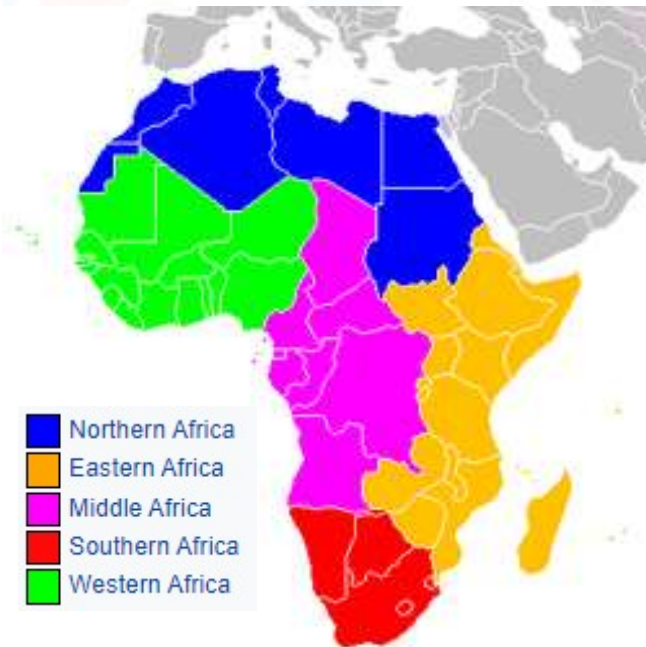 Northern Africa
Eastern Africa
Middle Africa
Southern Africa
Western Africa